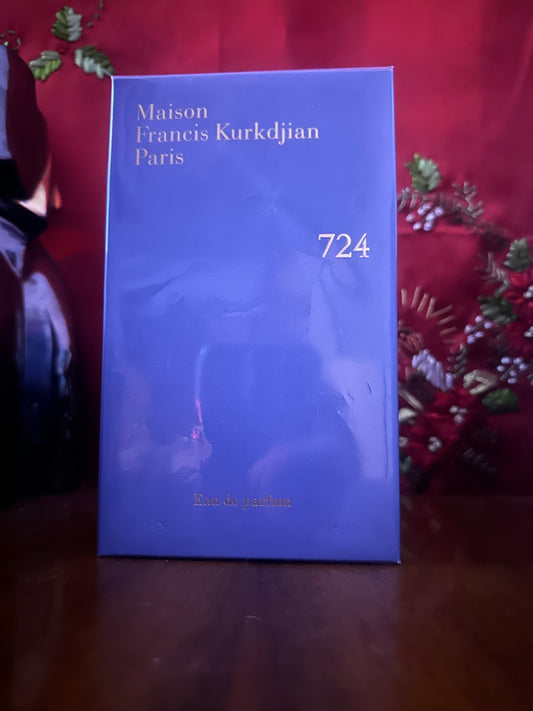 Maison
Francis Kurkdjian
Paris
724
Eau de parfum